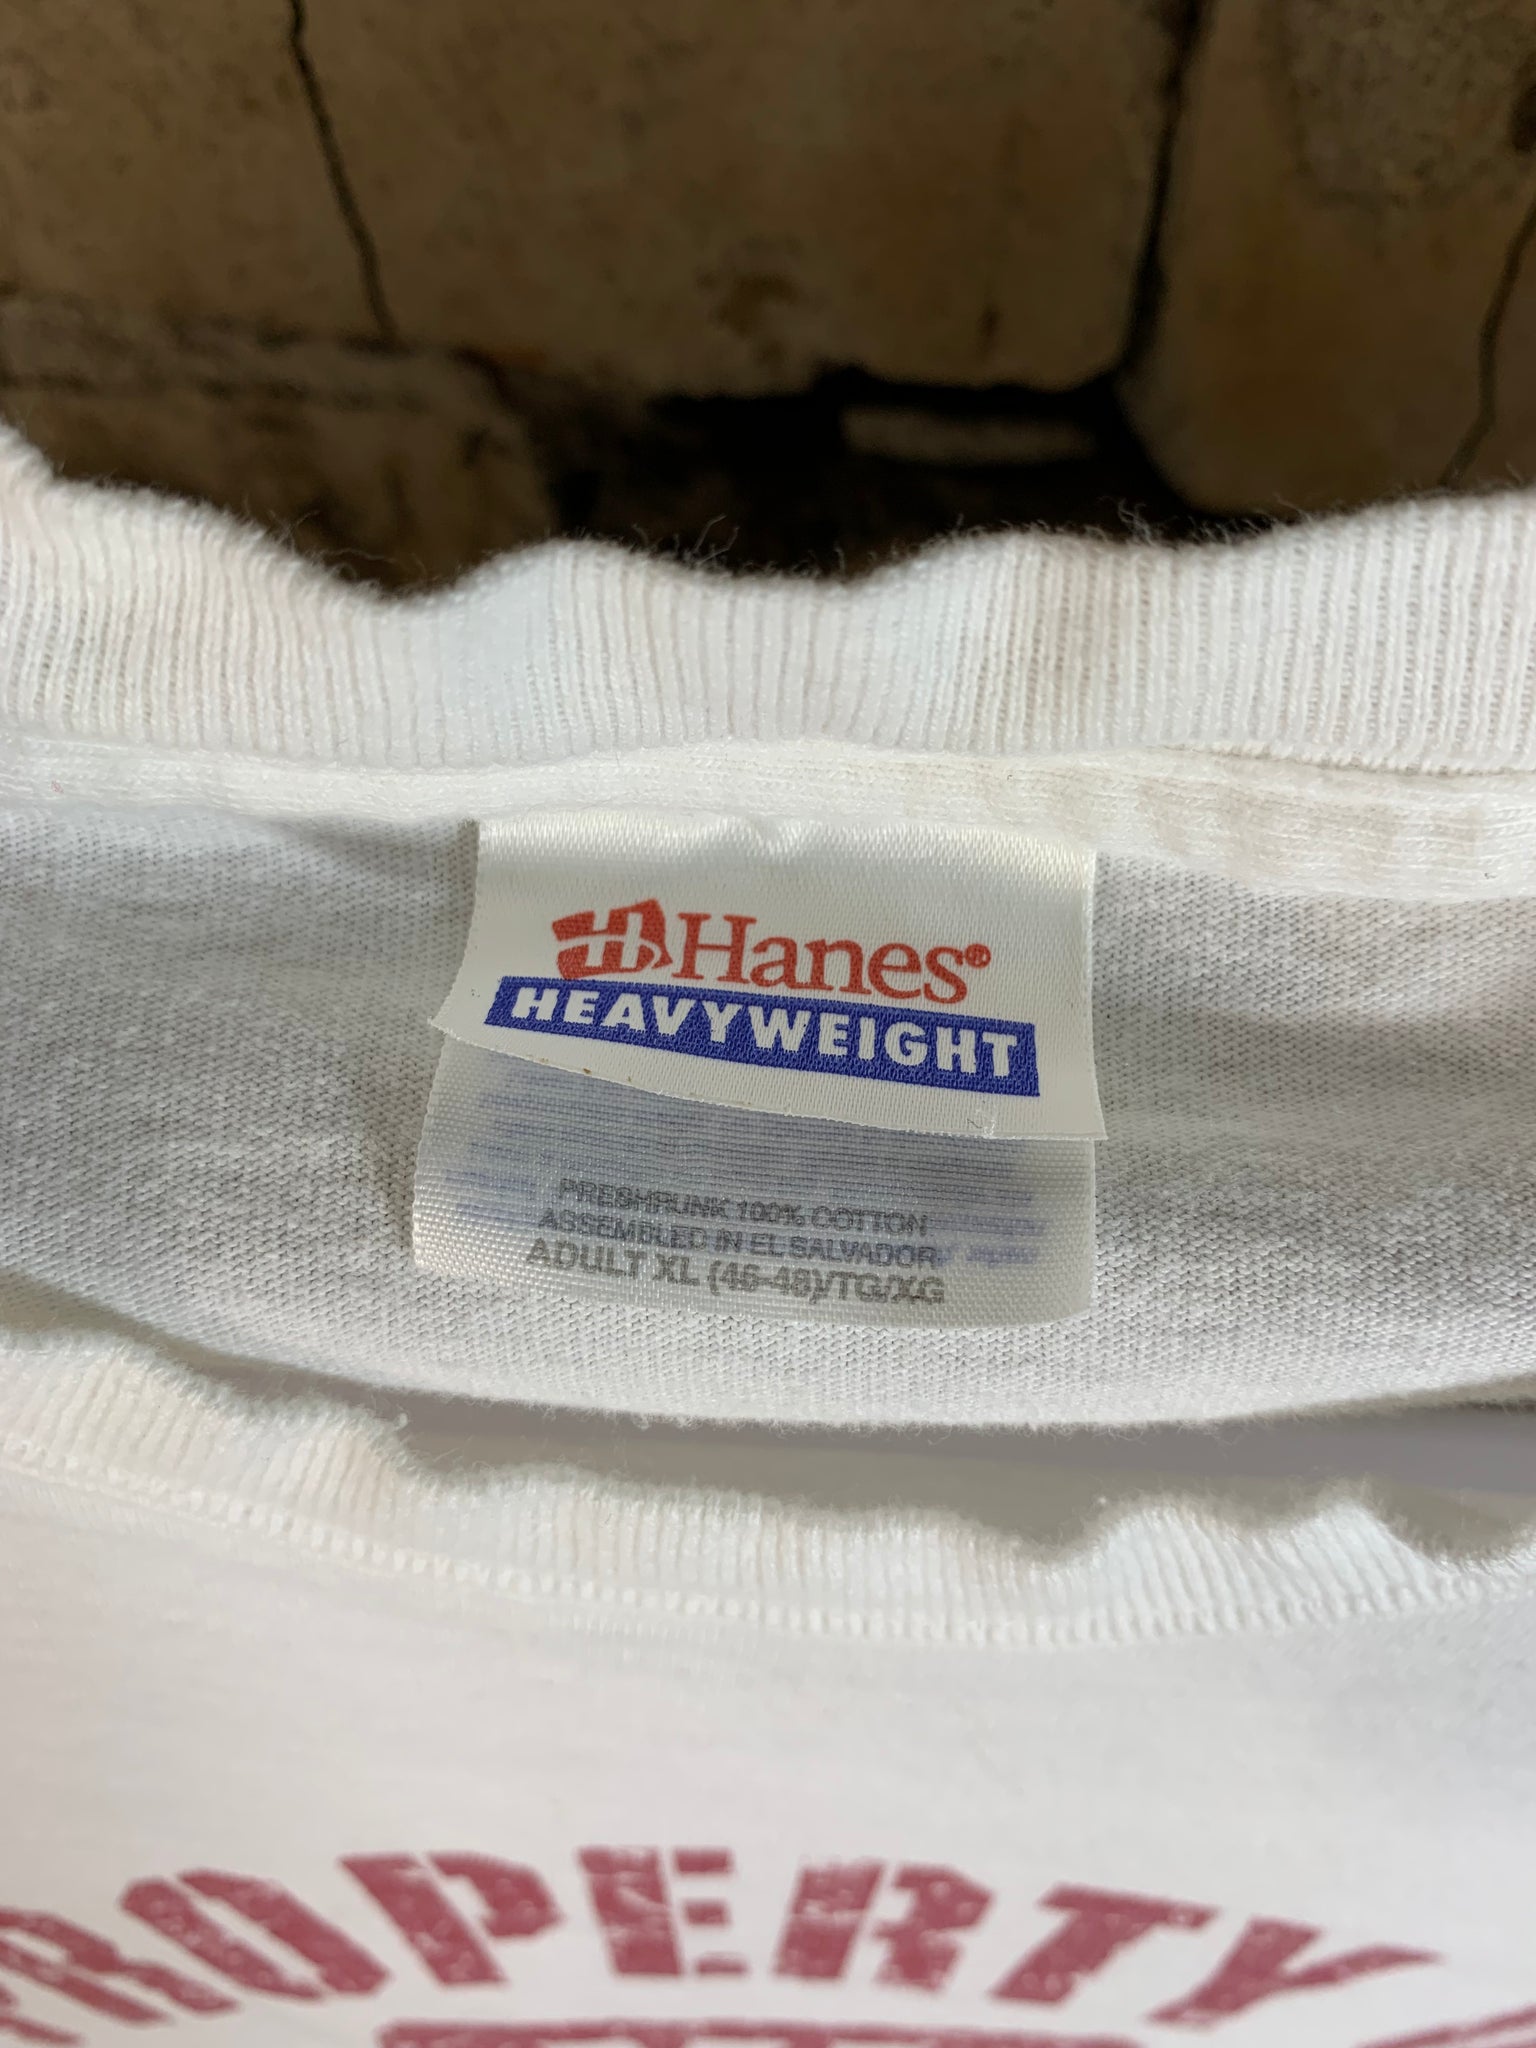 Hanes®
HEAVYWEIGHT
PRESHRUNK 100% COTTON
ASSEMBLED IN EL SALVADOR
ADULT XL (46-48)/TG/XG
PROPERTY